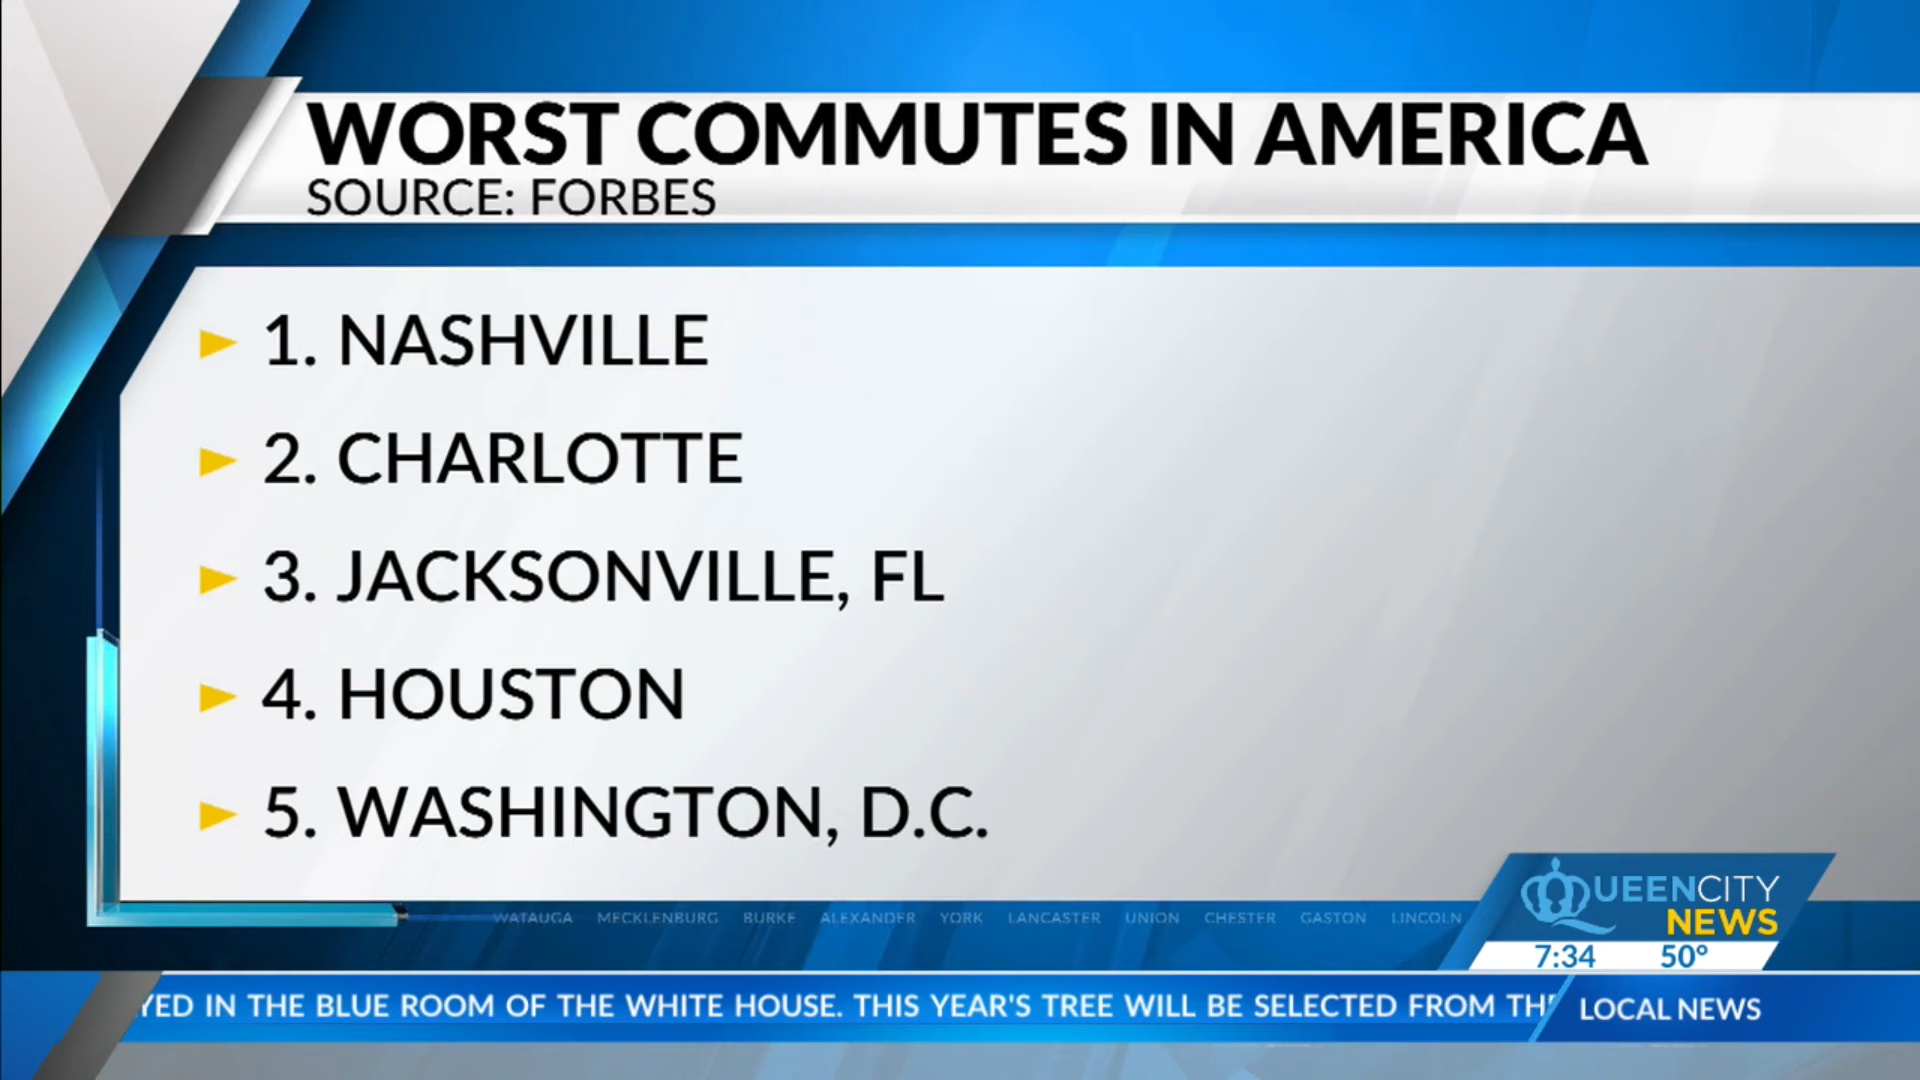 WORST COMMUTES IN AMERICA
SOURCE: FORBES
1. NASHVILLE
2. CHARLOTTE
3. JACKSONVILLE, FL
4. HOUSTON
5. WASHINGTON, D.C.
WATAUGA MECKLENBURG BURKE ALEXANDER YORK LANCASTER UNION CHESTER GASTON LINCOLN
QUEENCITY
NEWS
7:34 50°
YED IN THE BLUE ROOM OF THE WHITE HOUSE. THIS YEAR'S TREE WILL BE SELECTED FROM THE
LOCAL NEWS